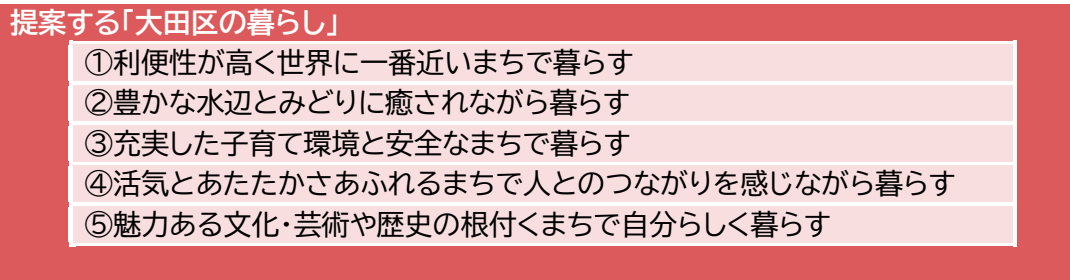 提案する「大田区の暮らし」
①利便性が高く世界に一番近いまちで暮らす
②豊かな水辺とみどりに癒されながら暮らす
③充実した子育て環境と安全なまちで暮らす
④活気とあたたかさあふれるまちで人とのつながりを感じながら暮らす
⑤魅力ある文化・芸術や歴史の根付くまちで自分らしく暮らす